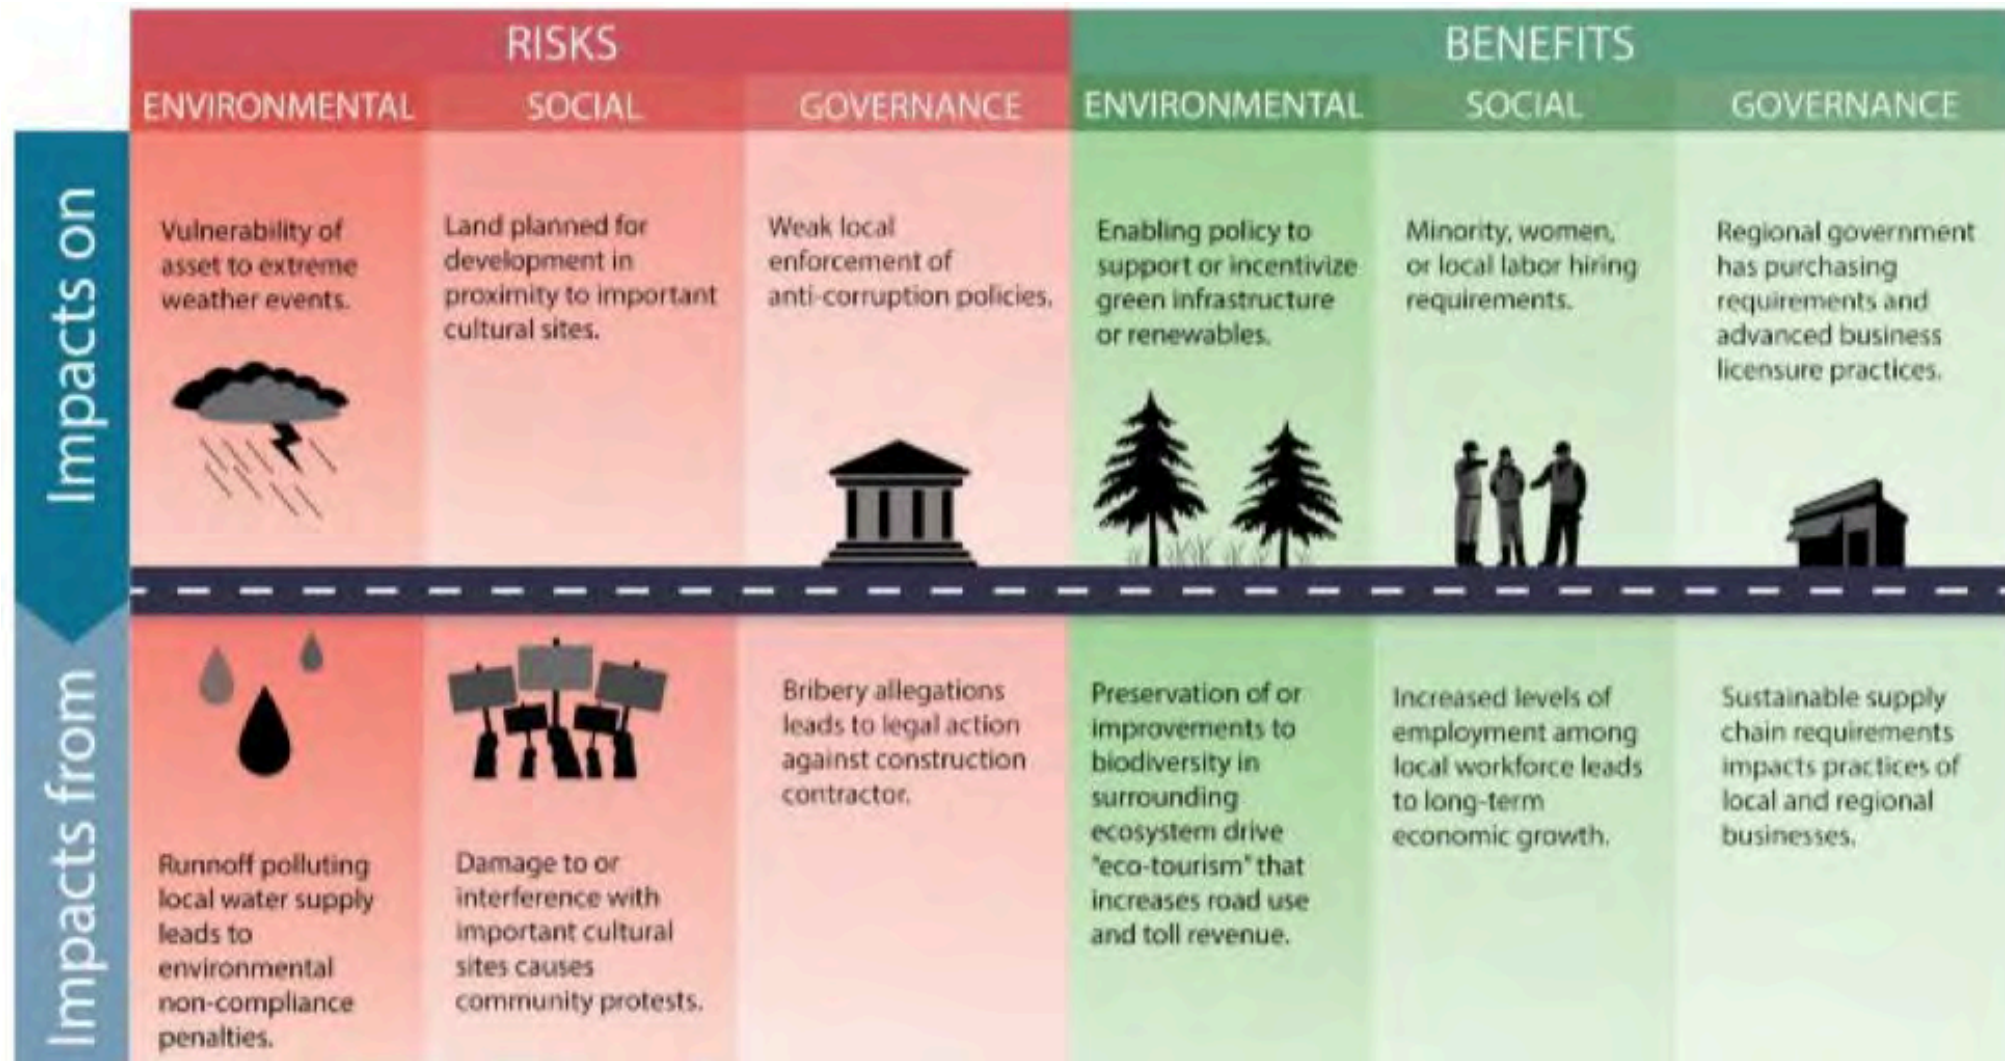 RISKS
BENEFITS
ENVIRONMENTAL
SOCIAL
GOVERNANCE
ENVIRONMENTAL
SOCIAL
GOVERNANCE
Impacts on
Vulnerability of
asset to extreme
weather events.
Land planned for
development in
proximity to important
cultural sites.
Weak local
enforcement of
anti-corruption policies.
Enabling policy to
support or incentivize
green infrastructure
or renewables.
Minority, women,
or local labor hiring
requirements.
Regional government
has purchasing
requirements and
advanced business
licensure practices.
Impacts from
Runnoff polluting
local water supply
leads to
environmental
non-compliance
penalties.
Damage to or
interference with
important cultural
sites causes
community protests.
Bribery allegations
leads to legal action
against construction
contractor.
Preservation of or
improvements to
biodiversity in
surrounding
ecosystem drive
"eco-tourism" that
increases road use
and toll revenue.
Increased levels of
employment among
local workforce leads
to long-term
economic growth.
Sustainable supply
chain requirements
impacts practices of
local and regional
businesses.